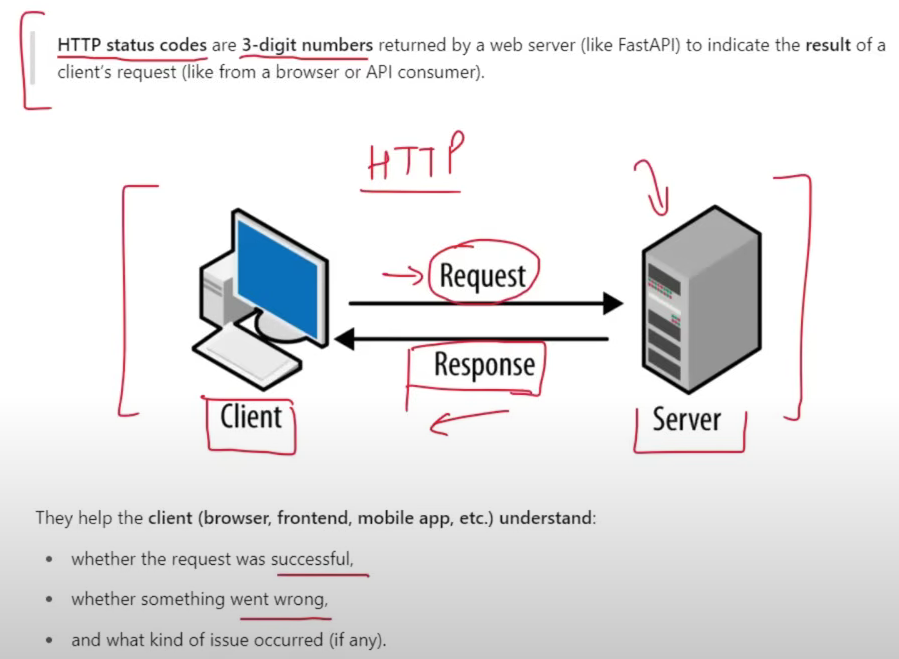 HTTP status codes are 3-digit numbers returned by a web server (like FastAPI) to indicate the result of a
client's request (like from a browser or API consumer).
HTTP
Request
Response
Client
Server
They help the client (browser, frontend, mobile app, etc.) understand:
• whether the request was successful,
• whether something went wrong,
• and what kind of issue occurred (if any).